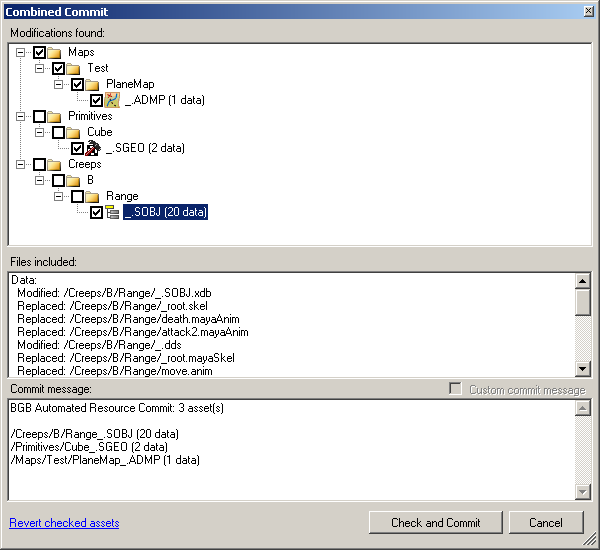 Combined Commit
Modifications found:
Maps
Test
PlaneMap
_.ADMP (1 data)
Primitives
Cube
_.SGEO (2 data)
Creeps
B
Range
_.SOBJ (20 data)
Files included:
Data:
Modified: /Creeps/B/Range/_.SOBJ.xdb
Replaced: /Creeps/B/Range/_root.skel
Replaced: /Creeps/B/Range/death.mayaAnim
Replaced: /Creeps/B/Range/attack2.mayaAnim
Modified: /Creeps/B/Range/_.dds
Replaced: /Creeps/B/Range/_root.mayaSkel
Replaced: /Creeps/B/Range/move.anim
Commit message:
Custom commit message
BGB Automated Resource Commit: 3 asset(s)
/Creeps/B/Range_.SOBJ (20 data)
/Primitives/Cube_.SGEO (2 data)
/Maps/Test/PlaneMap_.ADMP (1 data)
Revert checked assets
Check and Commit
Cancel